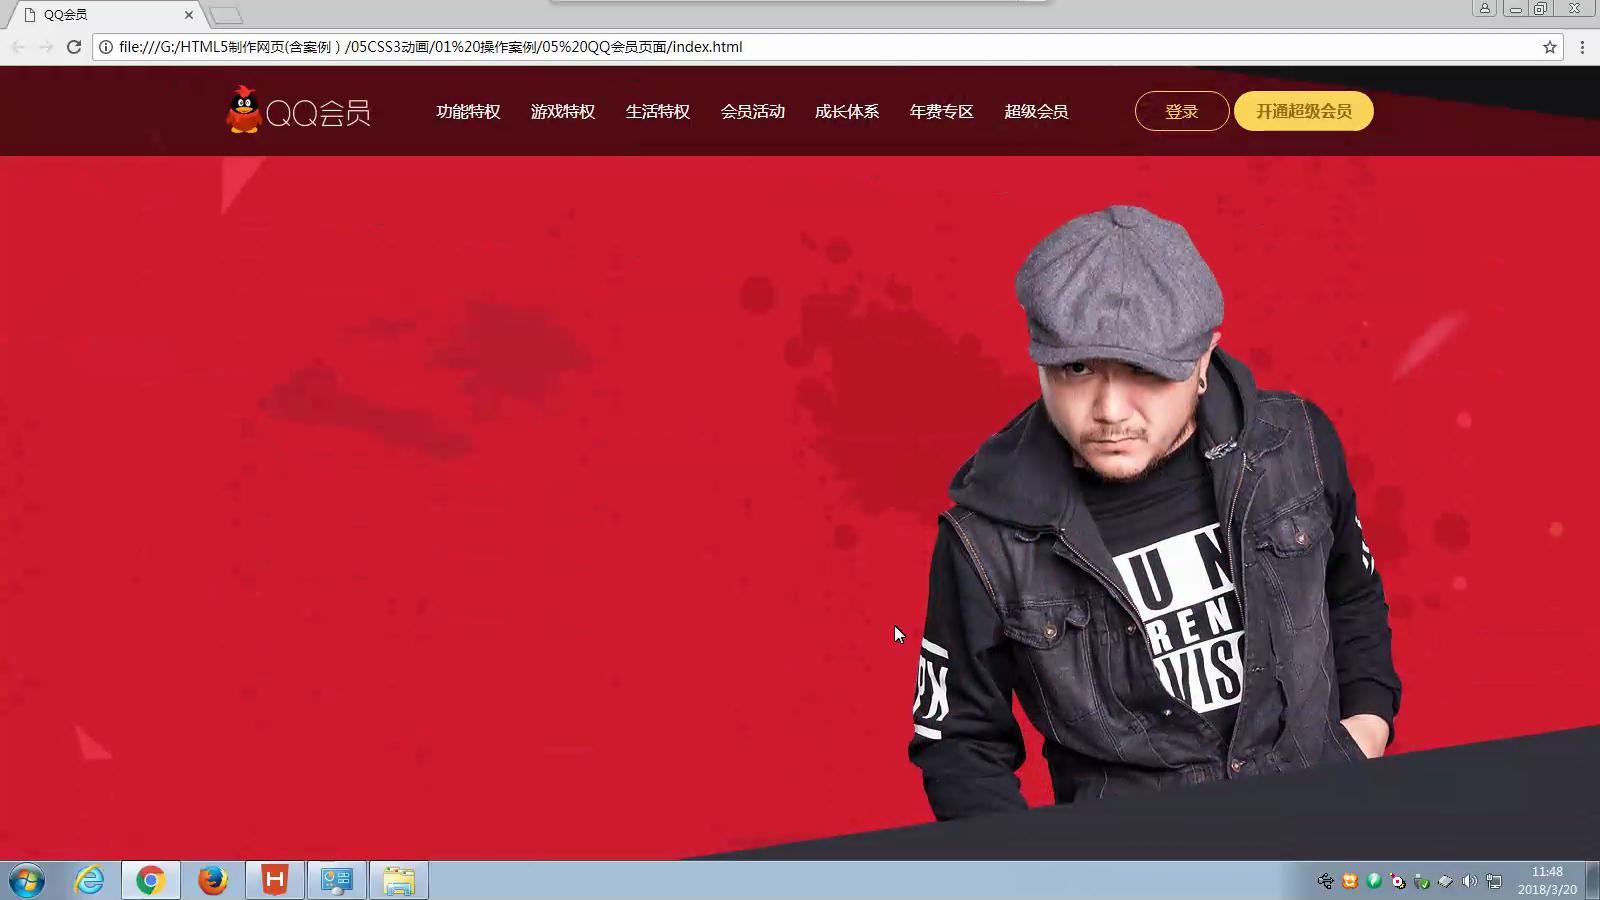 QQ会员
file:///G:/HTML5制作网页(含案例）/05CSS3动画/01%20操作案例/05%20QQ会员页面/index.html
QQ会员 功能特权 游戏特权 生活特权 会员活动 成长体系 年费专区 超级会员 登录 开通超级会员
U N
REN
VIS
11:48
2018/3/20